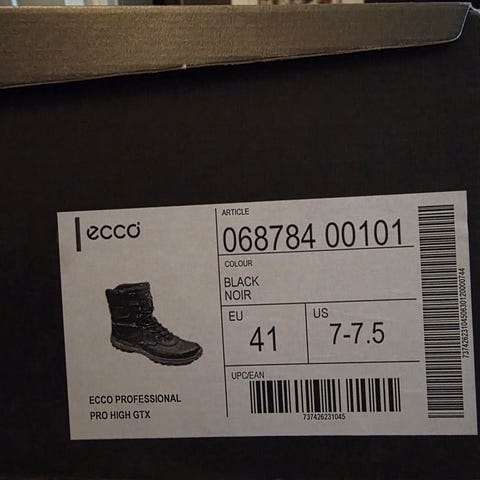 ecco
ARTICLE
068784 00101
COLOUR
BLACK
NOIR
EU
41
US
7-7.5
UPC/EAN
737426231045
ECCO PROFESSIONAL
PRO HIGH GTX